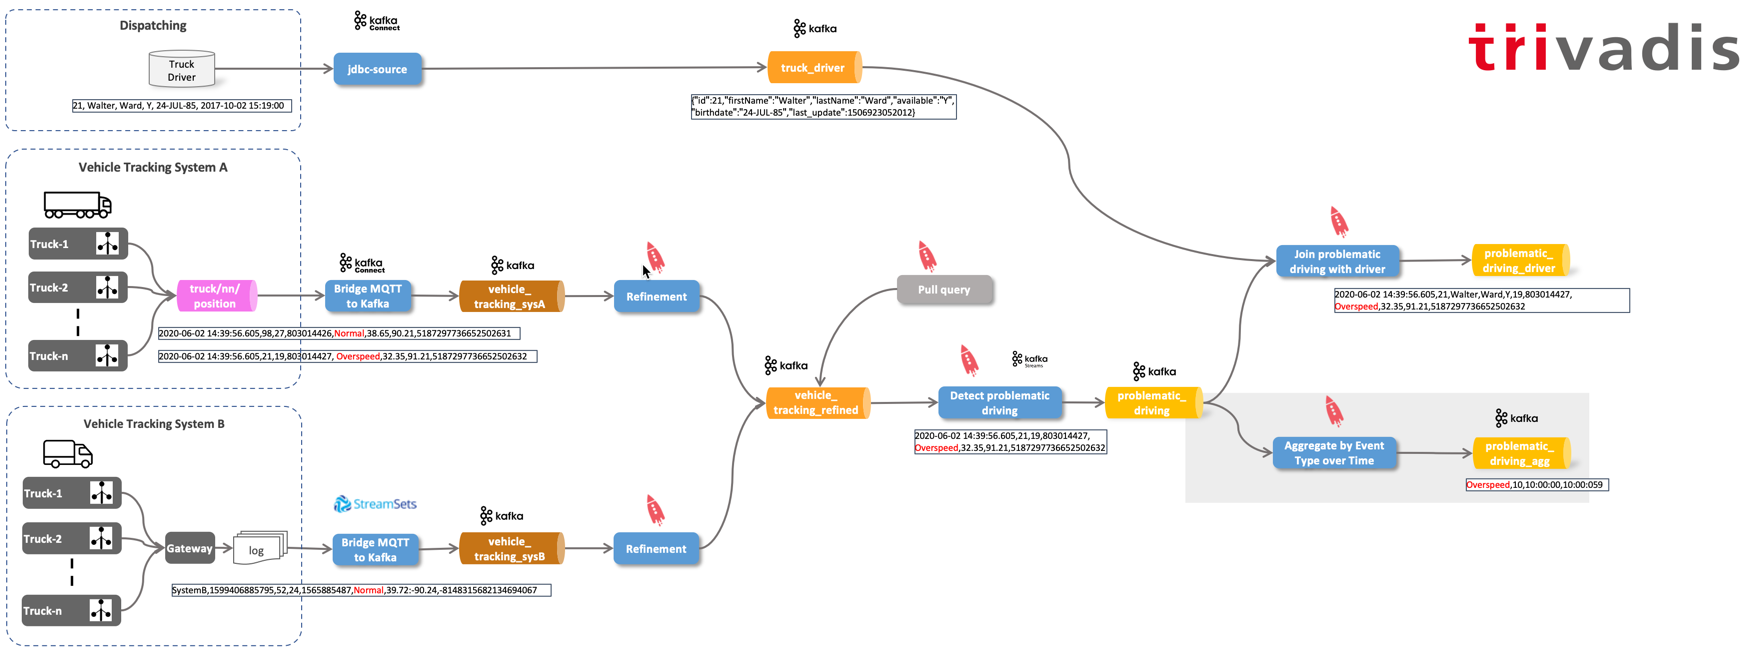 Dispatching
Truck
Driver
21, Walter, Ward, Y, 24-JUL-85, 2017-10-02 15:19:00
kafka
Connect
jdbc-source
kafka
truck_driver
{"id":21,"firstName":"Walter","lastName":"Ward","available":"Y",
"birthdate":"24-JUL-85","last_update":1506923052012}
trivadis
Vehicle Tracking System A
Truck-1
Truck-2
Truck-n
truck/nn/
position
kafka
Connect
Bridge MQTT
to Kafka
kafka
vehicle_
tracking_sysA
Refinement
2020-06-02 14:39:56.605,98,27,803014426,Normal,38.65,90.21,5187297736652502631
2020-06-02 14:39:56.605,21,19,803014427, Overspeed,32.35,91.21,5187297736652502632
Pull query
kafka
vehicle_
tracking_refined
kafka
Streams
Detect problematic
driving
2020-06-02 14:39:56.605,21,19,803014427,
Overspeed,32.35,91.21,5187297736652502632
kafka
problematic_
driving
Join problematic
driving with driver
problematic_
driving_driver
2020-06-02 14:39:56.605,21,Walter,Ward,Y,19,803014427,
Overspeed,32.35,91.21,5187297736652502632
Aggregate by Event
Type over Time
kafka
problematic_
driving_agg
Overspeed,10,10:00:00,10:00:059
Vehicle Tracking System B
Truck-1
Truck-2
Truck-n
Gateway
log
StreamSets
Bridge MQTT
to Kafka
kafka
vehicle_
tracking_sysB
Refinement
SystemB,1599406885795,52,24,1565885487,Normal,39.72:-90.24,-8148315682134694067